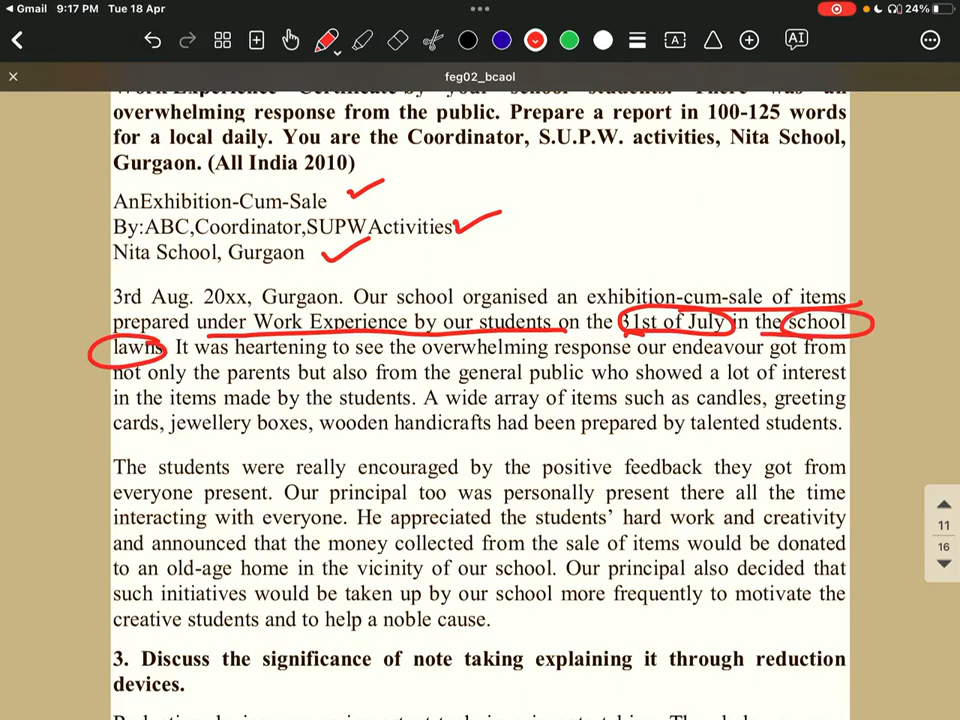 Gmail 9:17 PM Tue 18 Apr 24%
A AI
feg02_bcaol
Work Experience Certificate by your school students. There was an
overwhelming response from the public. Prepare a report in 100-125 words
for a local daily. You are the Coordinator, S.U.P.W. activities, Nita School,
Gurgaon. (All India 2010)
AnExhibition-Cum-Sale
By:ABC,Coordinator,SUPWActivities
Nita School, Gurgaon
3rd Aug. 20xx, Gurgaon. Our school organised an exhibition-cum-sale of items
prepared under Work Experience by our students on the 31st of July in the school
lawns. It was heartening to see the overwhelming response our endeavour got from
not only the parents but also from the general public who showed a lot of interest
in the items made by the students. A wide array of items such as candles, greeting
cards, jewellery boxes, wooden handicrafts had been prepared by talented students.
The students were really encouraged by the positive feedback they got from
everyone present. Our principal too was personally present there all the time
interacting with everyone. He appreciated the students’ hard work and creativity
and announced that the money collected from the sale of items would be donated
to an old-age home in the vicinity of our school. Our principal also decided that
such initiatives would be taken up by our school more frequently to motivate the
creative students and to help a noble cause.
11
16
3. Discuss the significance of note taking explaining it through reduction
devices.